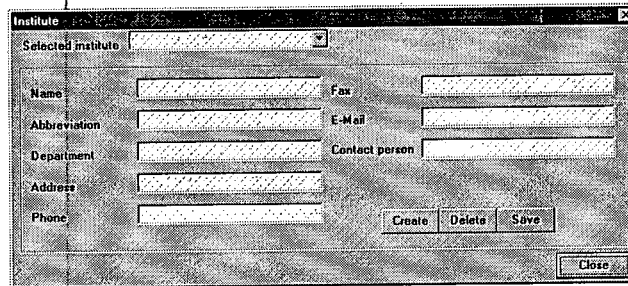 Institute
Selected institute
Name
Fax
Abbreviation
E-Mail
Department
Contact person
Address
Phone
Create Delete Save
Close